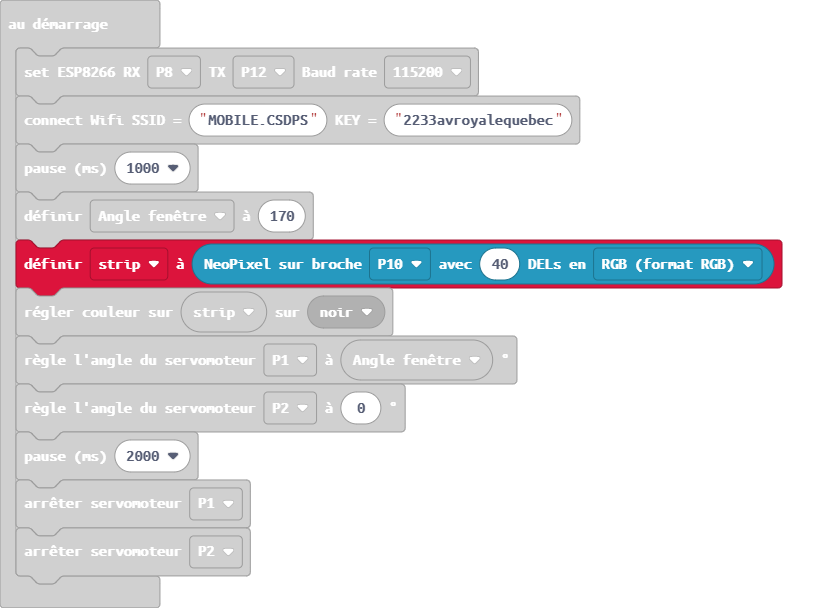 au démarrage
set ESP8266 RX P8 TX P12 Baud rate 115200
connect Wifi SSID = "MOBILE.CSDPS" KEY = "2233avroyalequebec"
pause (ms) 1000
définir Angle fenêtre à 170
définir strip à NeoPixel sur broche P10 avec 40 DELs en RGB (format RGB)
régler couleur sur strip sur noir
règle l'angle du servomoteur P1 à Angle fenêtre °
règle l'angle du servomoteur P2 à 0 °
pause (ms) 2000
arrêter servomoteur P1
arrêter servomoteur P2